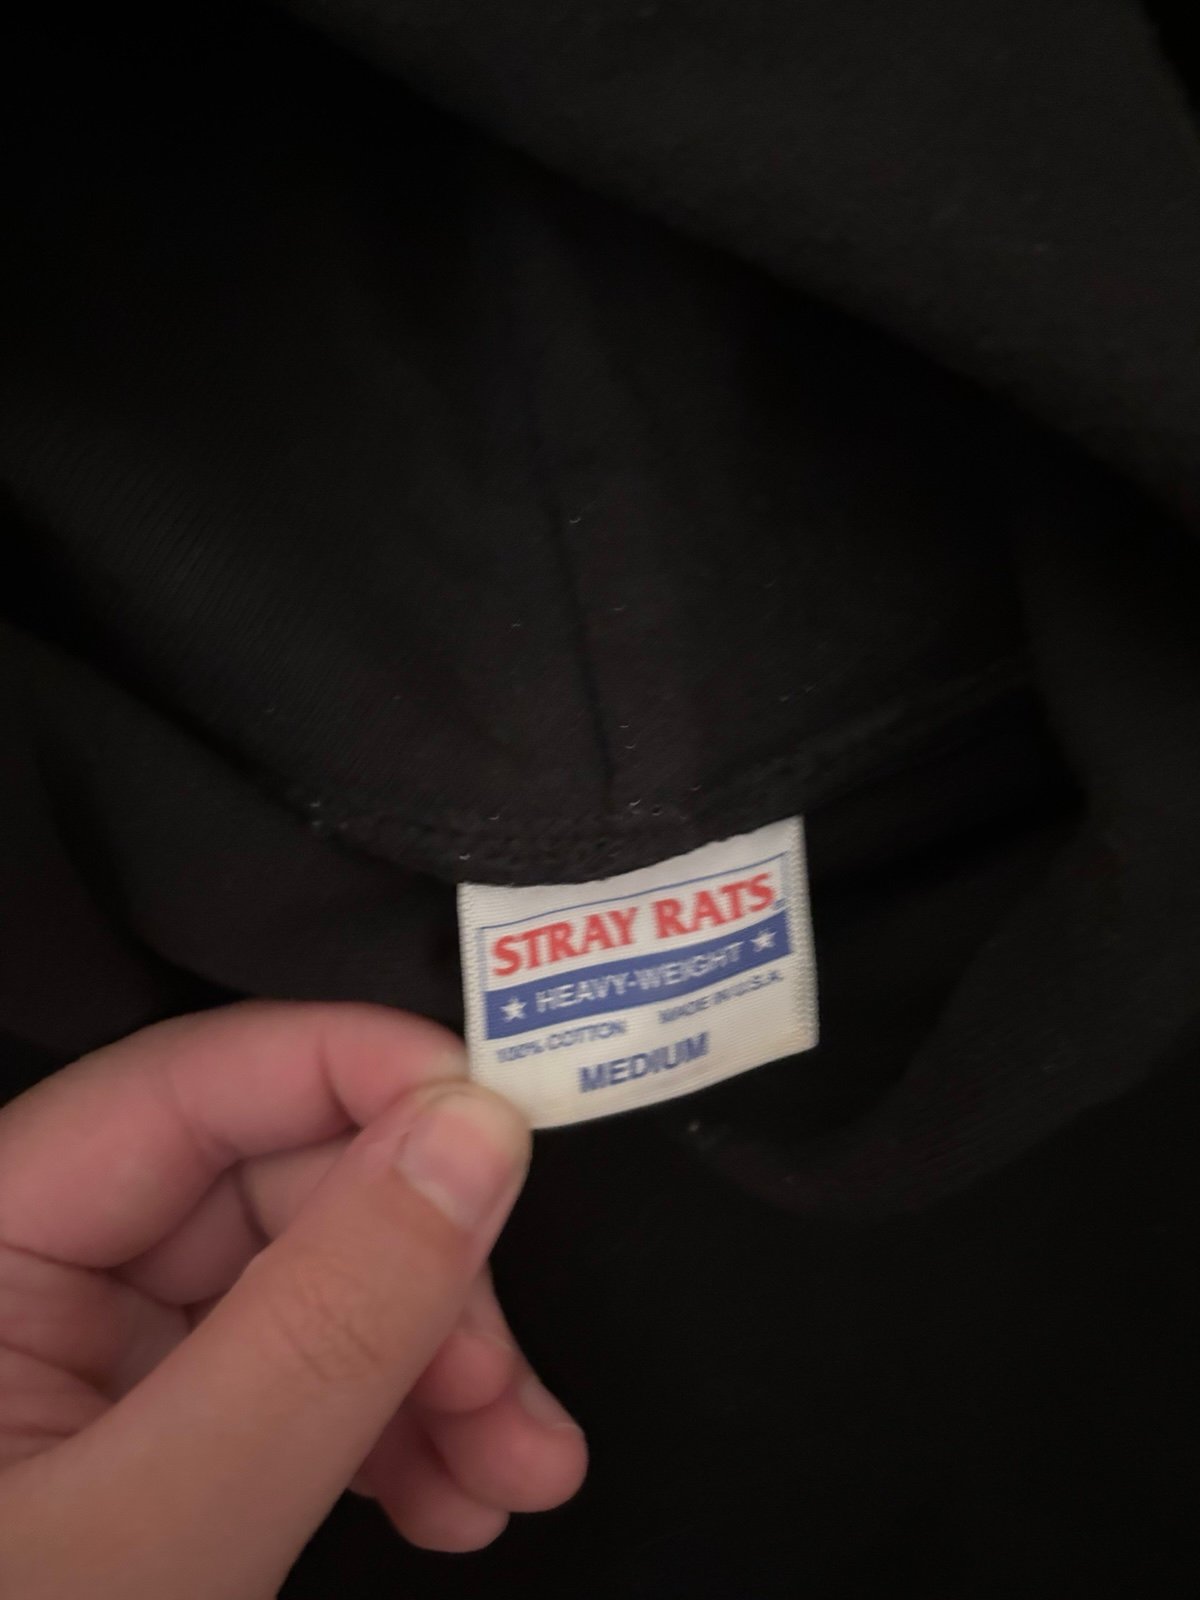 STRAY RATS
★ HEAVY-WEIGHT ★
100% COTTON MADE IN U.S.A.
MEDIUM